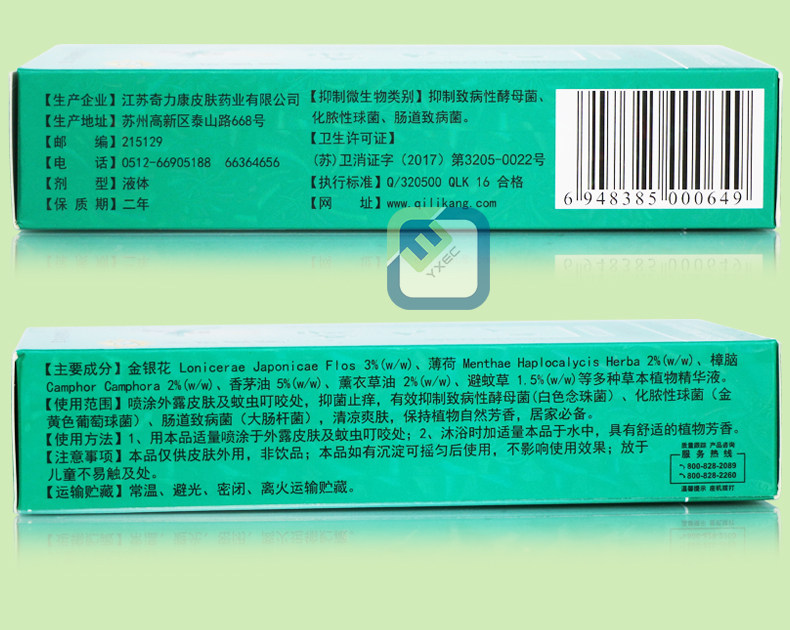 【生产企业】江苏奇力康皮肤药业有限公司
【生产地址】苏州高新区泰山路668号
【邮 编】215129
【电 话】0512-66905188 66364656
【剂 型】液体
【保 质 期】二年
【抑制微生物类别】抑制致病性酵母菌、
化脓性球菌、肠道致病菌。
【卫生许可证】
(苏)卫消证字（2017）第3205-0022号
【执行标准】Q/320500 QLK 16 合格
【网 址】www.qilikang.com
6 948385 000649
YXEC
【主要成分】金银花 Lonicerae Japonicae Flos 3%(w/w)、薄荷 Menthae Haplocalycis Herba 2%(w/w)、樟脑
Camphor Camphora 2%(w/w)、香茅油 5%(w/w)、薰衣草油 2%(w/w)、避蚊草 1.5%(w/w)等多种草本植物精华液。
【使用范围】喷涂外露皮肤及蚊虫叮咬处，抑菌止痒，有效抑制致病性酵母菌(白色念珠菌)、化脓性球菌（金
黄色葡萄球菌）、肠道致病菌（大肠杆菌），清凉爽肤，保持植物自然芳香，居家必备。
【使用方法】1、用本品适量喷涂于外露皮肤及蚊虫叮咬处；2、沐浴时加适量本品于水中，具有舒适的植物芳香。
【注意事项】本品仅供皮肤外用，非饮品；本品如有沉淀可摇匀后使用，不影响使用效果；放于
儿童不易触及处。
【运输贮藏】常温、避光、密闭、离火运输贮藏。
质量跟踪 产品咨询
服务热线
800-828-2089
800-828-2260
温馨提示 座机拨打